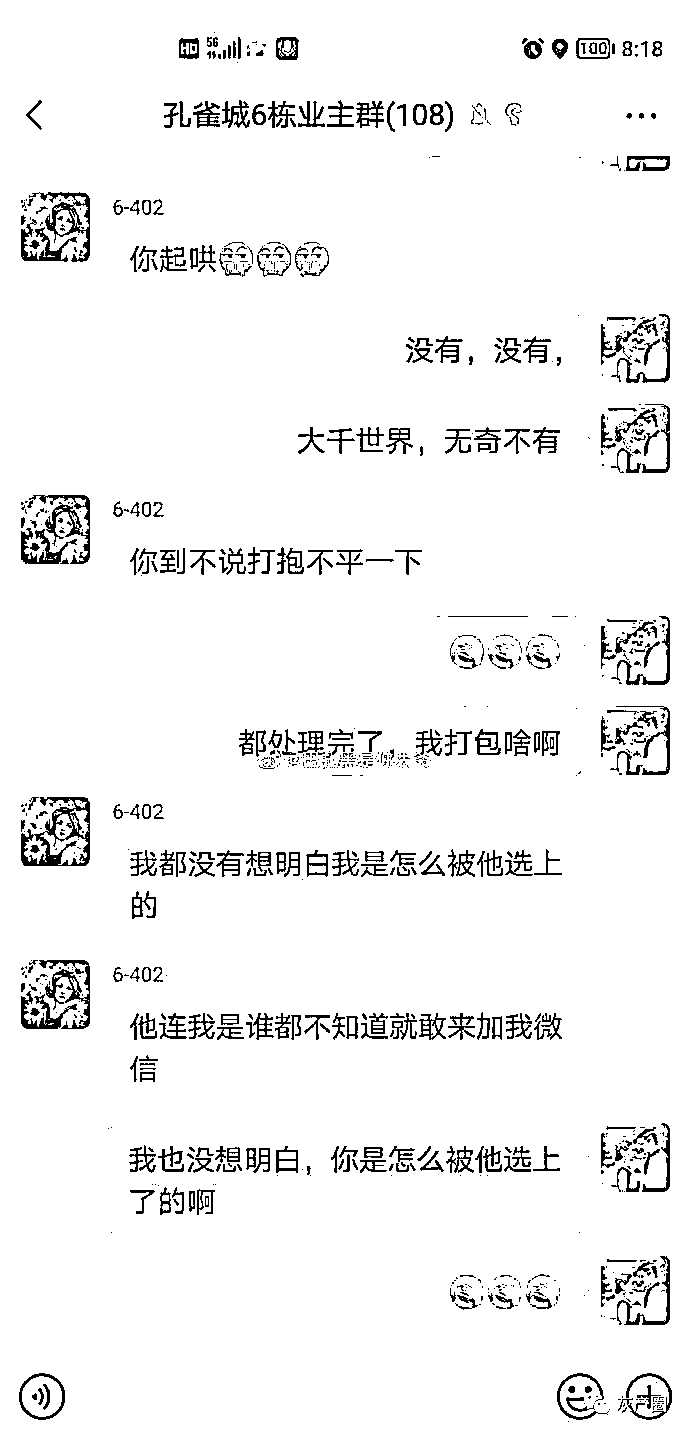 HD 5G 100 8:18
孔雀城6栋业主群(108)
6-402
你起哄
没有，没有，
大千世界，无奇不有
6-402
你到不说打抱不平一下
都处理完了，我打包啥啊
6-402
我都没有想明白我是怎么被他选上
的
6-402
他连我是谁都不知道就敢来加我微
信
我也没想明白，你是怎么被他选上
了的啊
灰产圈